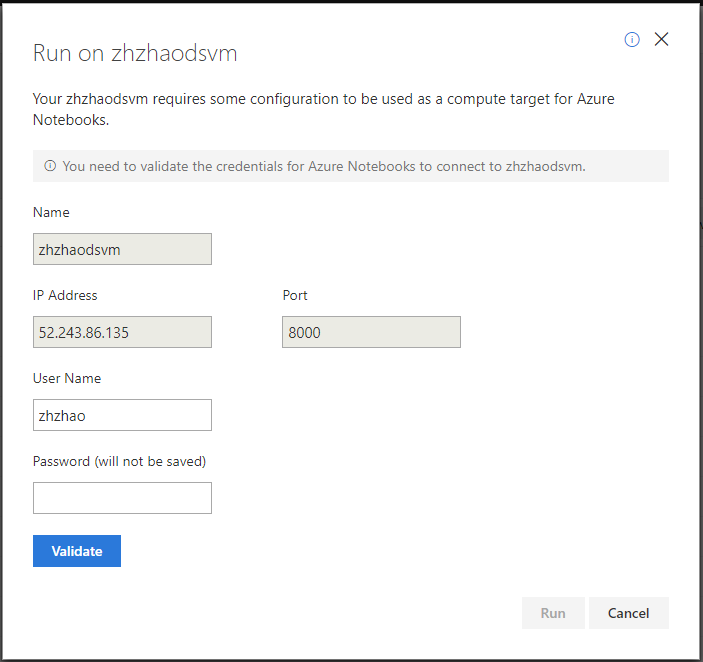 Run on zhzhaodsvm
Your zhzhaodsvm requires some configuration to be used as a compute target for Azure
Notebooks.
You need to validate the credentials for Azure Notebooks to connect to zhzhaodsvm.
Name
zhzhaodsvm
IP Address Port
52.243.86.135 8000
User Name
zhzhao
Password (will not be saved)
Validate
Run Cancel